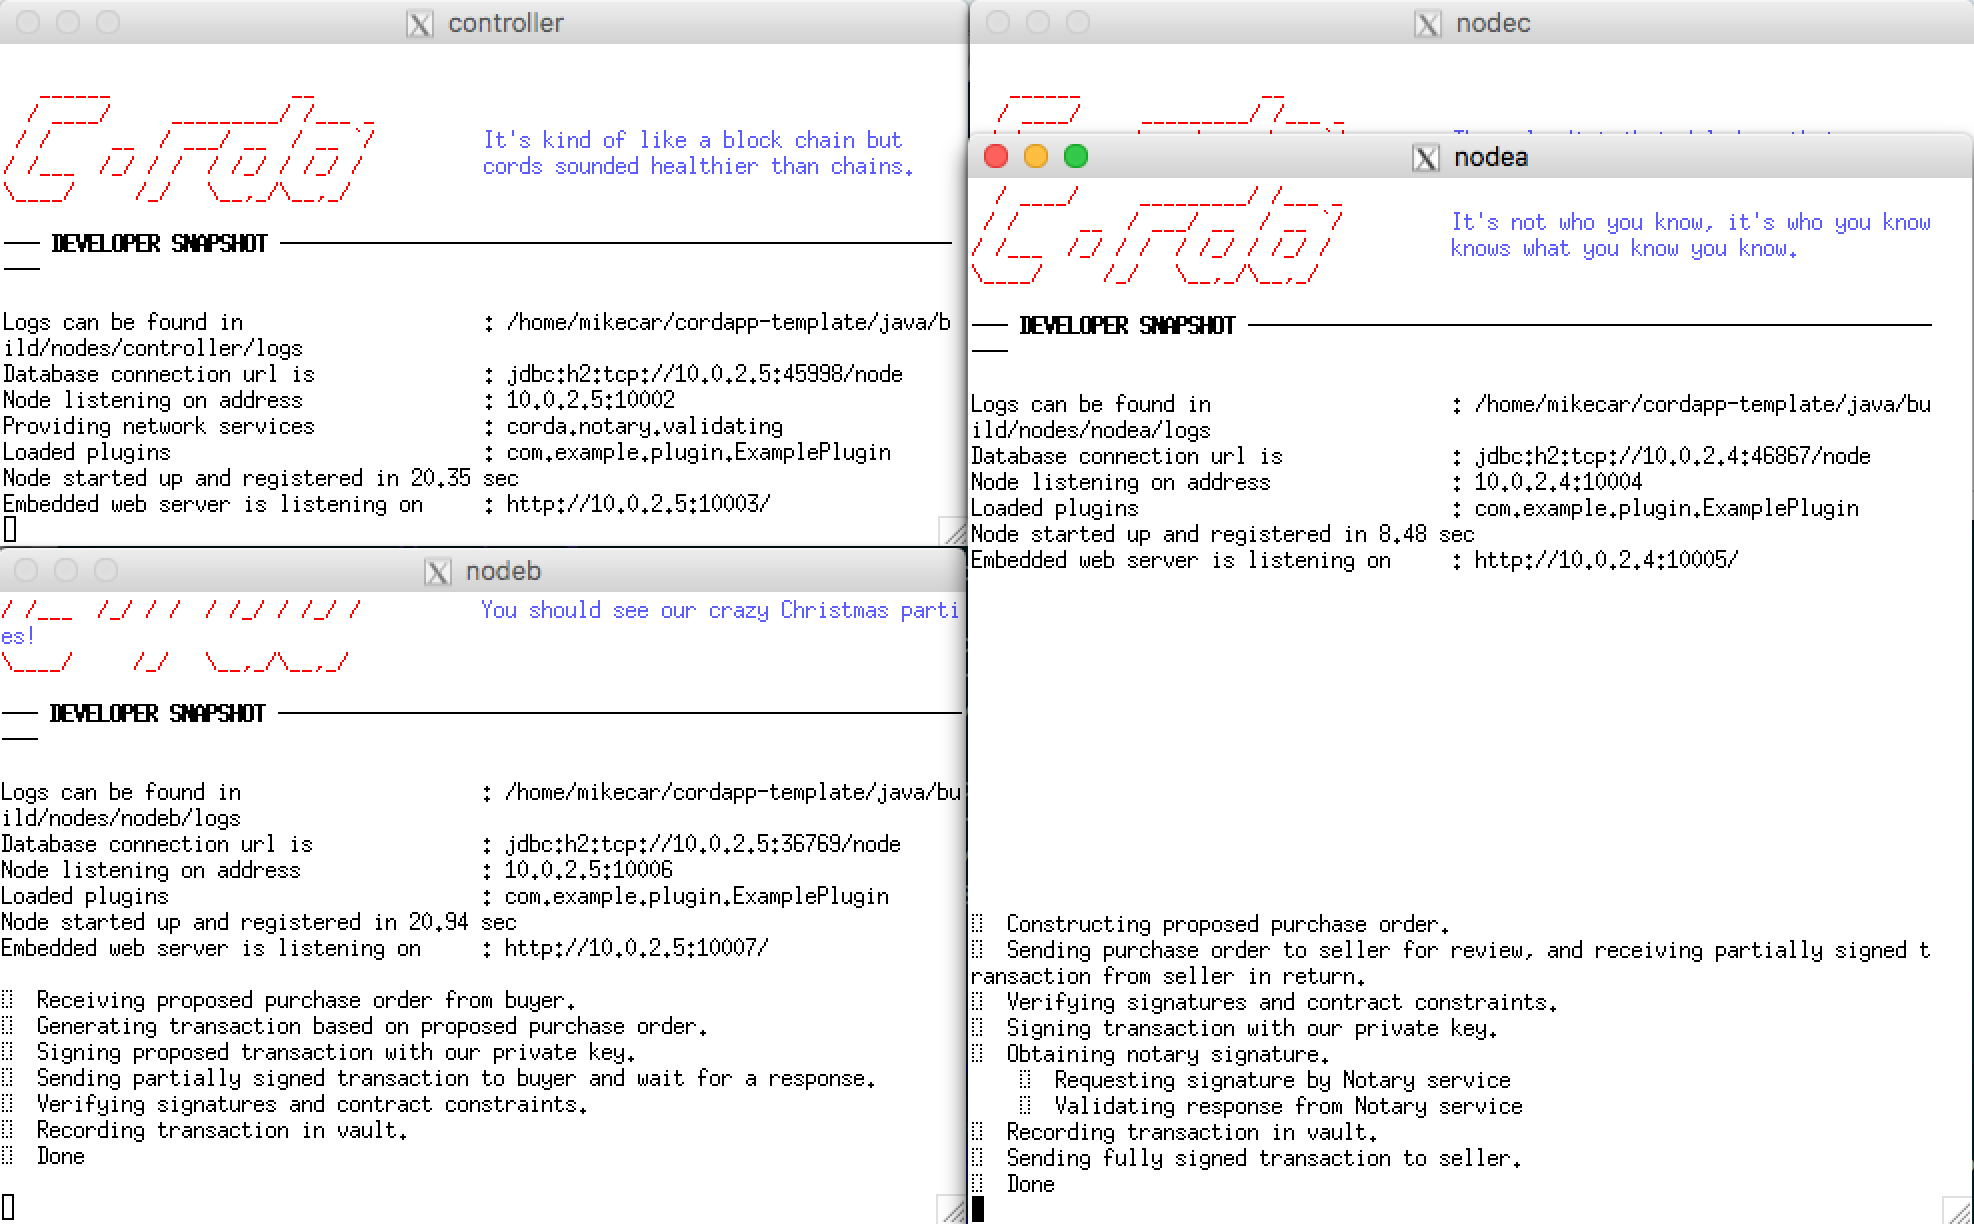 controller
Corda
It's kind of like a block chain but
cords sounded healthier than chains.
DEVELOPER SNAPSHOT
Logs can be found in : /home/mikecar/cordapp-template/java/b
ild/nodes/controller/logs
Database connection url is : jdbc:h2:tcp://10.0.2.5:45998/node
Node listening on address : 10.0.2.5:10002
Providing network services : corda.notary.validating
Loaded plugins : com.example.plugin.ExamplePlugin
Node started up and registered in 20.35 sec
Embedded web server is listening on : http://10.0.2.5:10003/
nodeb
You should see our crazy Christmas parti
es!
DEVELOPER SNAPSHOT
Logs can be found in : /home/mikecar/cordapp-template/java/bu
ild/nodes/nodeb/logs
Database connection url is : jdbc:h2:tcp://10.0.2.5:36769/node
Node listening on address : 10.0.2.5:10006
Loaded plugins : com.example.plugin.ExamplePlugin
Node started up and registered in 20.94 sec
Embedded web server is listening on : http://10.0.2.5:10007/
Receiving proposed purchase order from buyer.
Generating transaction based on proposed purchase order.
Signing proposed transaction with our private key.
Sending partially signed transaction to buyer and wait for a response.
Verifying signatures and contract constraints.
Recording transaction in vault.
Done
nodec
nodea
Corda
It's not who you know, it's who you know
knows what you know you know.
DEVELOPER SNAPSHOT
Logs can be found in : /home/mikecar/cordapp-template/java/bu
ild/nodes/nodea/logs
Database connection url is : jdbc:h2:tcp://10.0.2.4:46867/node
Node listening on address : 10.0.2.4:10004
Loaded plugins : com.example.plugin.ExamplePlugin
Node started up and registered in 8.48 sec
Embedded web server is listening on : http://10.0.2.4:10005/
Constructing proposed purchase order.
Sending purchase order to seller for review, and receiving partially signed t
ransaction from seller in return.
Verifying signatures and contract constraints.
Signing transaction with our private key.
Obtaining notary signature.
Requesting signature by Notary service
Validating response from Notary service
Recording transaction in vault.
Sending fully signed transaction to seller.
Done